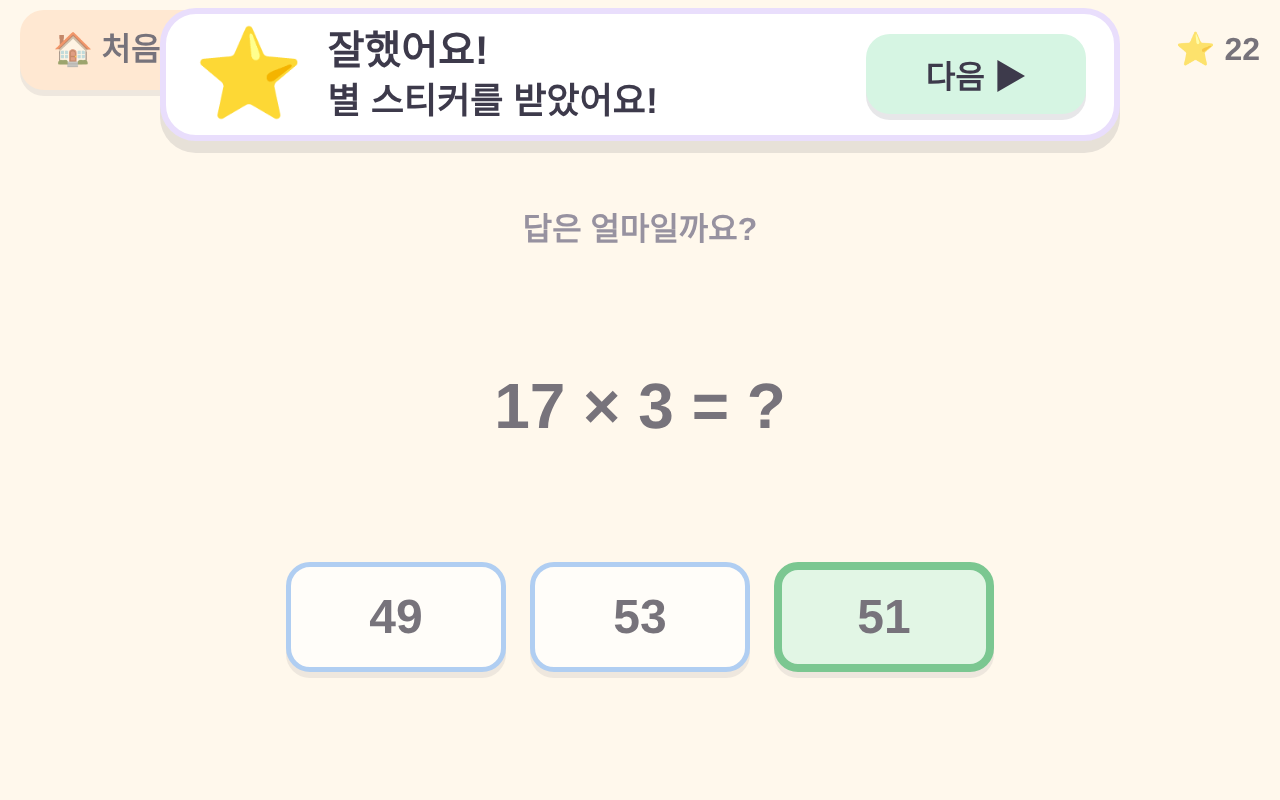 🏠 처음
잘했어요!
별 스티커를 받았어요!
다음 ▶
⭐ 22
답은 얼마일까요?
17 × 3 = ?
49
53
51